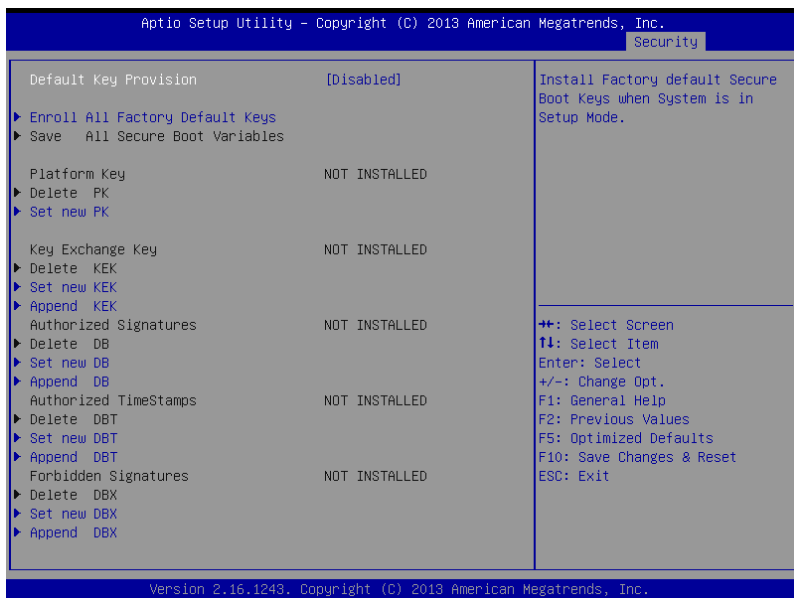 Aptio Setup Utility – Copyright (C) 2013 American Megatrends, Inc.
Security
Default Key Provision [Disabled]
Enroll All Factory Default Keys
Save All Secure Boot Variables
Platform Key NOT INSTALLED
Delete PK
Set new PK
Key Exchange Key NOT INSTALLED
Delete KEK
Set new KEK
Append KEK
Authorized Signatures NOT INSTALLED
Delete DB
Set new DB
Append DB
Authorized TimeStamps NOT INSTALLED
Delete DBT
Set new DBT
Append DBT
Forbidden Signatures NOT INSTALLED
Delete DBX
Set new DBX
Append DBX
Install Factory default Secure
Boot Keys when System is in
Setup Mode.
→←: Select Screen
↑↓: Select Item
Enter: Select
+/-: Change Opt.
F1: General Help
F2: Previous Values
F5: Optimized Defaults
F10: Save Changes & Reset
ESC: Exit
Version 2.16.1243. Copyright (C) 2013 American Megatrends, Inc.